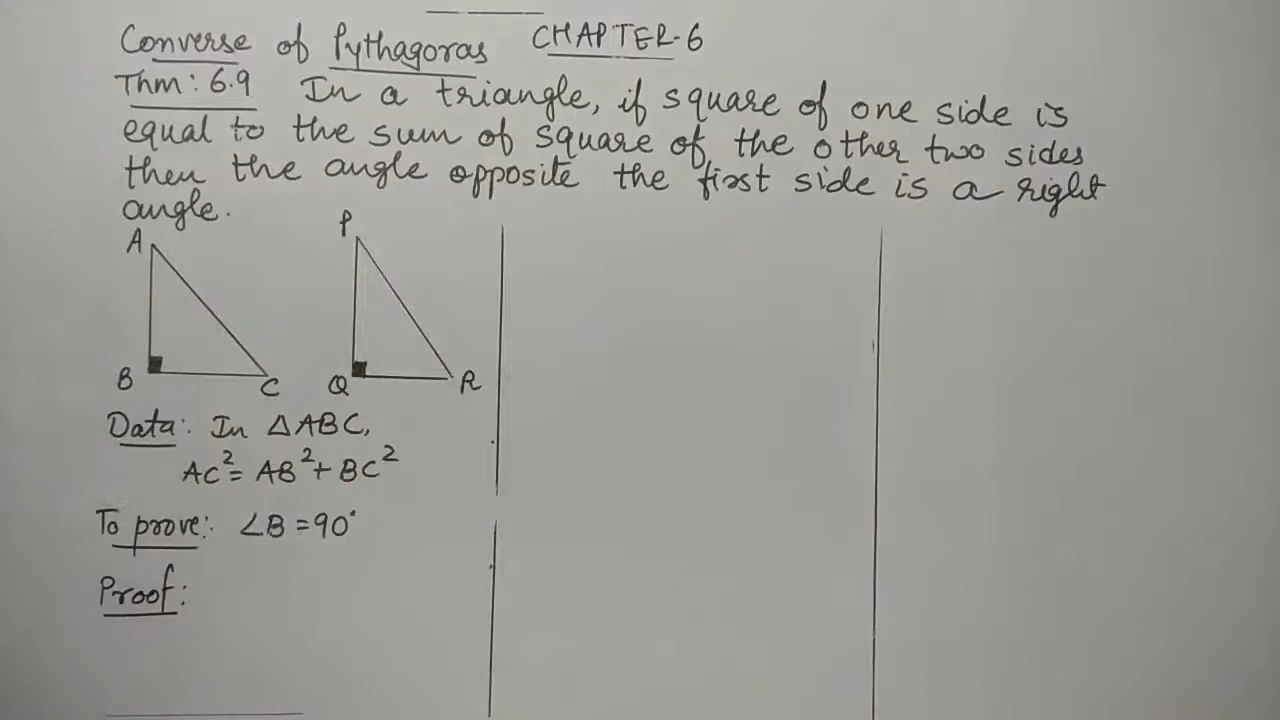 Converse of Pythagoras CHAPTER-6
Thm: 6.9 In a triangle, if square of one side is
equal to the sum of square of the other two sides
then the angle opposite the first side is a right
angle.
A P
B C Q R
Data: In △ABC,
AC²= AB²+ BC²
To prove: ∠B = 90°
Proof: